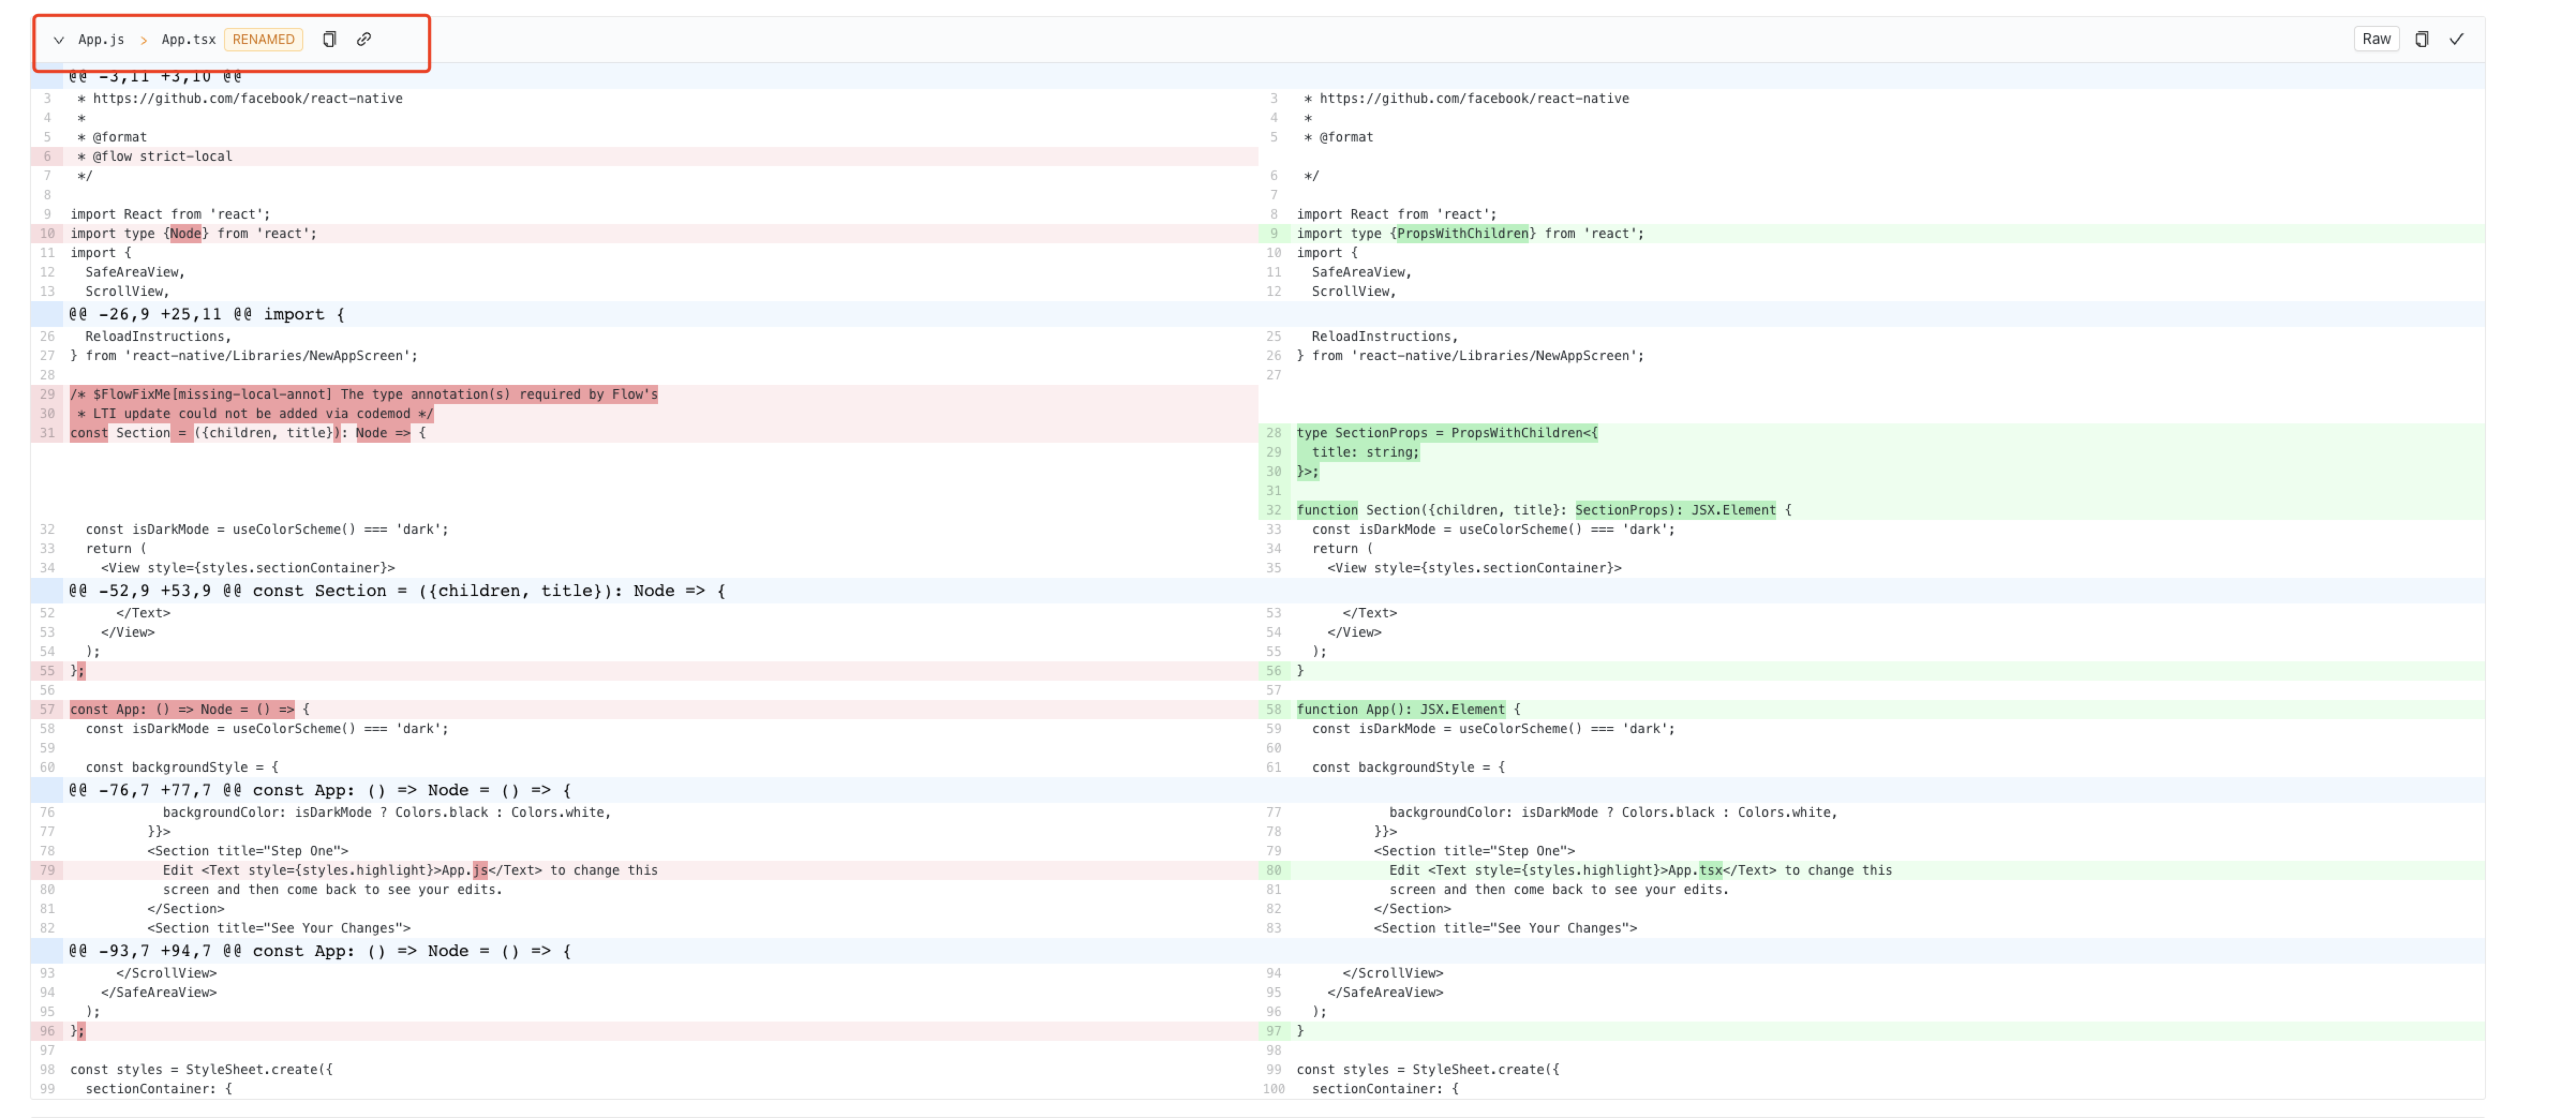 App.js > App.tsx RENAMED
Raw
@@ -3,11 +3,10 @@
3 * https://github.com/facebook/react-native
4 *
5 * @format
6 * @flow strict-local
7 */
8
9 import React from 'react';
10 import type {Node} from 'react';
11 import {
12 SafeAreaView,
13 ScrollView,
3 * https://github.com/facebook/react-native
4 *
5 * @format
6 */
7
8 import React from 'react';
9 import type {PropsWithChildren} from 'react';
10 import {
11 SafeAreaView,
12 ScrollView,
@@ -26,9 +25,11 @@ import {
26 ReloadInstructions,
27 } from 'react-native/Libraries/NewAppScreen';
28
29 /* $FlowFixMe[missing-local-annot] The type annotation(s) required by Flow's
30 * LTI update could not be added via codemod */
31 const Section = ({children, title}): Node => {
32 const isDarkMode = useColorScheme() === 'dark';
33 return (
34 <View style={styles.sectionContainer}>
25 ReloadInstructions,
26 } from 'react-native/Libraries/NewAppScreen';
27
28 type SectionProps = PropsWithChildren<{
29 title: string;
30 }>;
31
32 function Section({children, title}: SectionProps): JSX.Element {
33 const isDarkMode = useColorScheme() === 'dark';
34 return (
35 <View style={styles.sectionContainer}>
@@ -52,9 +53,9 @@ const Section = ({children, title}): Node => {
52 </Text>
53 </View>
54 );
55 };
56
57 const App: () => Node = () => {
58 const isDarkMode = useColorScheme() === 'dark';
59
60 const backgroundStyle = {
53 </Text>
54 </View>
55 );
56 }
57
58 function App(): JSX.Element {
59 const isDarkMode = useColorScheme() === 'dark';
60
61 const backgroundStyle = {
@@ -76,7 +77,7 @@ const App: () => Node = () => {
76 backgroundColor: isDarkMode ? Colors.black : Colors.white,
77 }}>
78 <Section title="Step One">
79 Edit <Text style={styles.highlight}>App.js</Text> to change this
80 screen and then come back to see your edits.
81 </Section>
82 <Section title="See Your Changes">
77 backgroundColor: isDarkMode ? Colors.black : Colors.white,
78 }}>
79 <Section title="Step One">
80 Edit <Text style={styles.highlight}>App.tsx</Text> to change this
81 screen and then come back to see your edits.
82 </Section>
83 <Section title="See Your Changes">
@@ -93,7 +94,7 @@ const App: () => Node = () => {
93 </ScrollView>
94 </SafeAreaView>
95 );
96 };
97
98 const styles = StyleSheet.create({
99 sectionContainer: {
94 </ScrollView>
95 </SafeAreaView>
96 );
97 }
98
99 const styles = StyleSheet.create({
100 sectionContainer: {